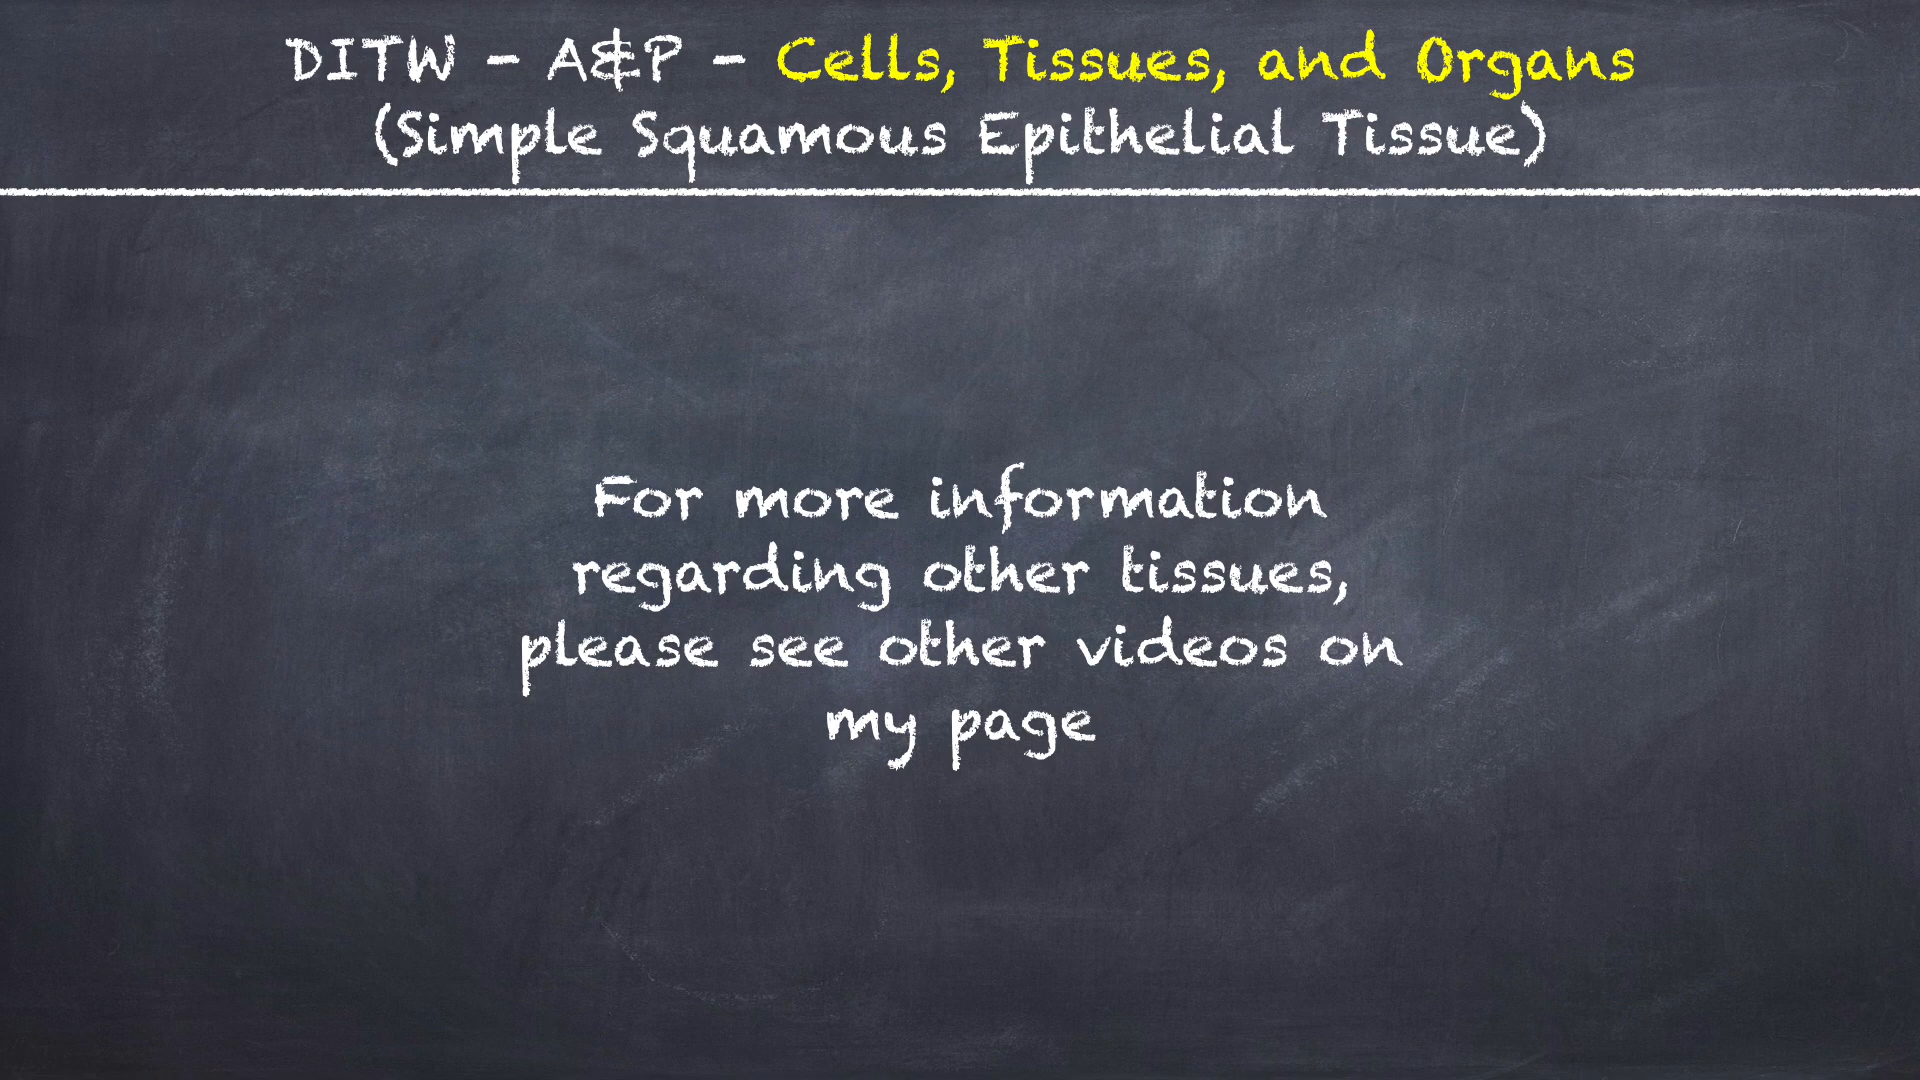 DITW - A&P - Cells, Tissues, and Organs
(Simple Squamous Epithelial Tissue)
For more information
regarding other tissues,
please see other videos on
my page